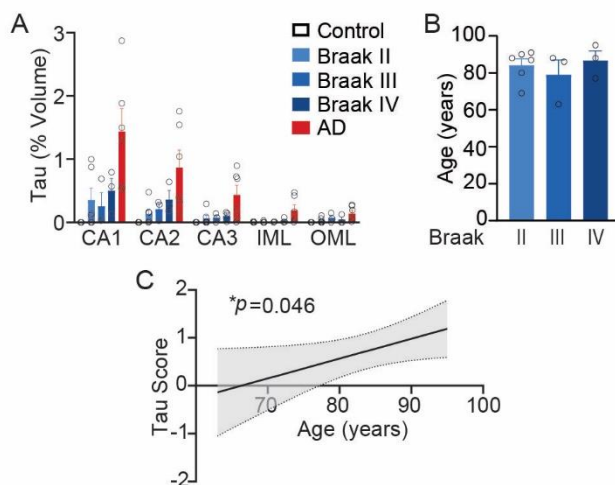 A
Tau (% Volume)
3
2
1
0
CA1 CA2 CA3 IML OML
Control
Braak II
Braak III
Braak IV
AD
B
Age (years)
100
80
60
40
20
0
Braak II III IV
C
*p=0.046
Tau Score
2
1
0
-1
-2
70 80 90 100
Age (years)